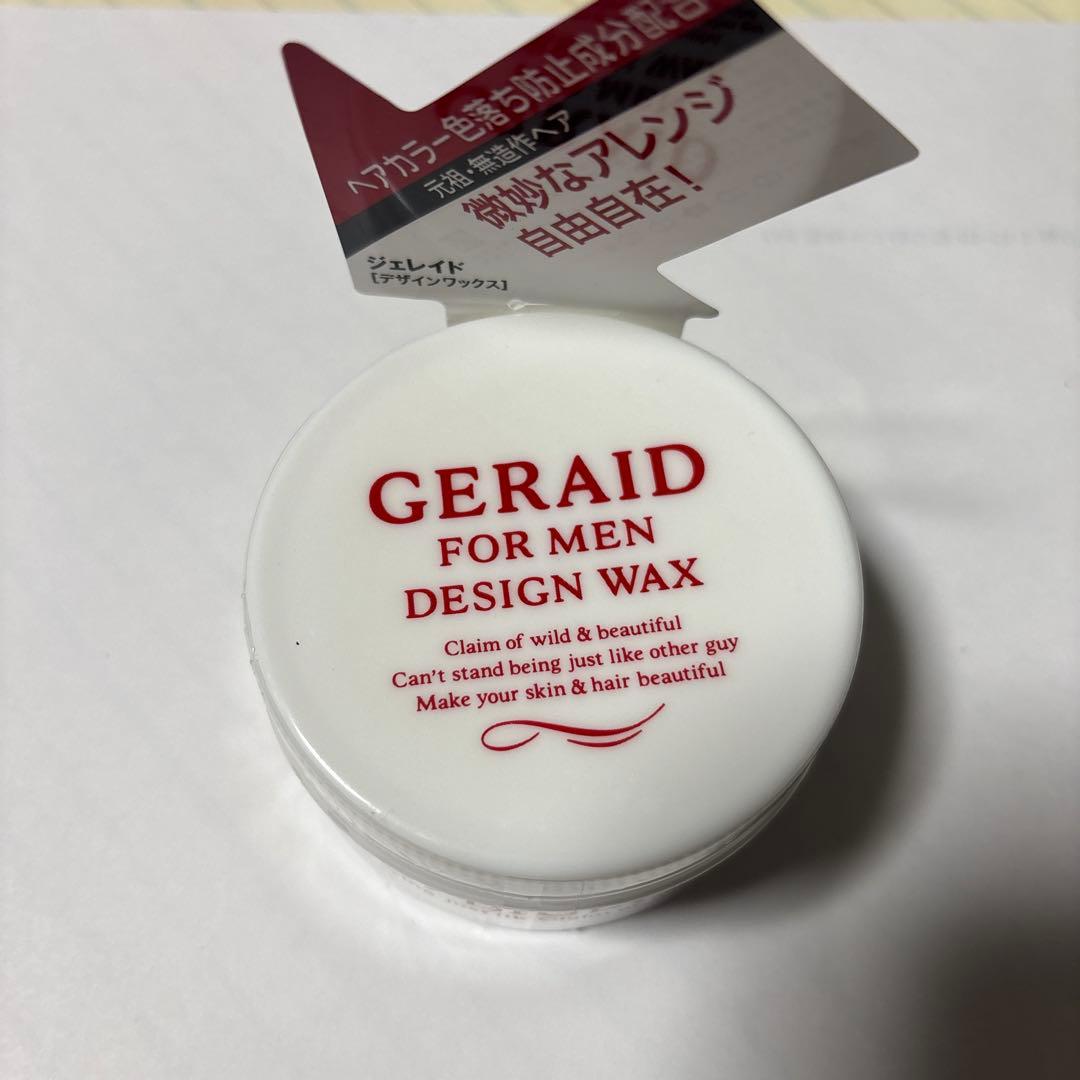 ヘアカラー色落ち防止成分配合
元祖・無造作ヘア
微妙なアレンジ
自由自在!
ジェレイド
[デザインワックス]
GERAID
FOR MEN
DESIGN WAX
Claim of wild & beautiful
Can't stand being just like other guy
Make your skin & hair beautiful